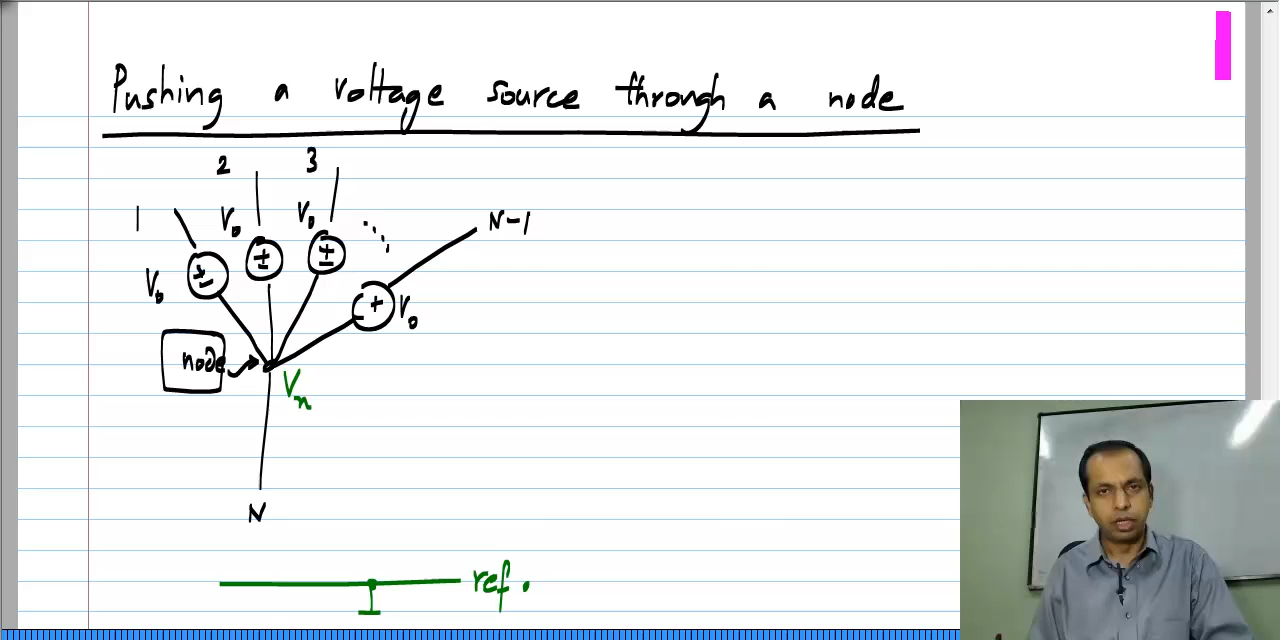 Pushing a voltage source through a node
2 3
1 V₀ V₀ N-1
V₀ V₀
node
Vₙ
N
ref.